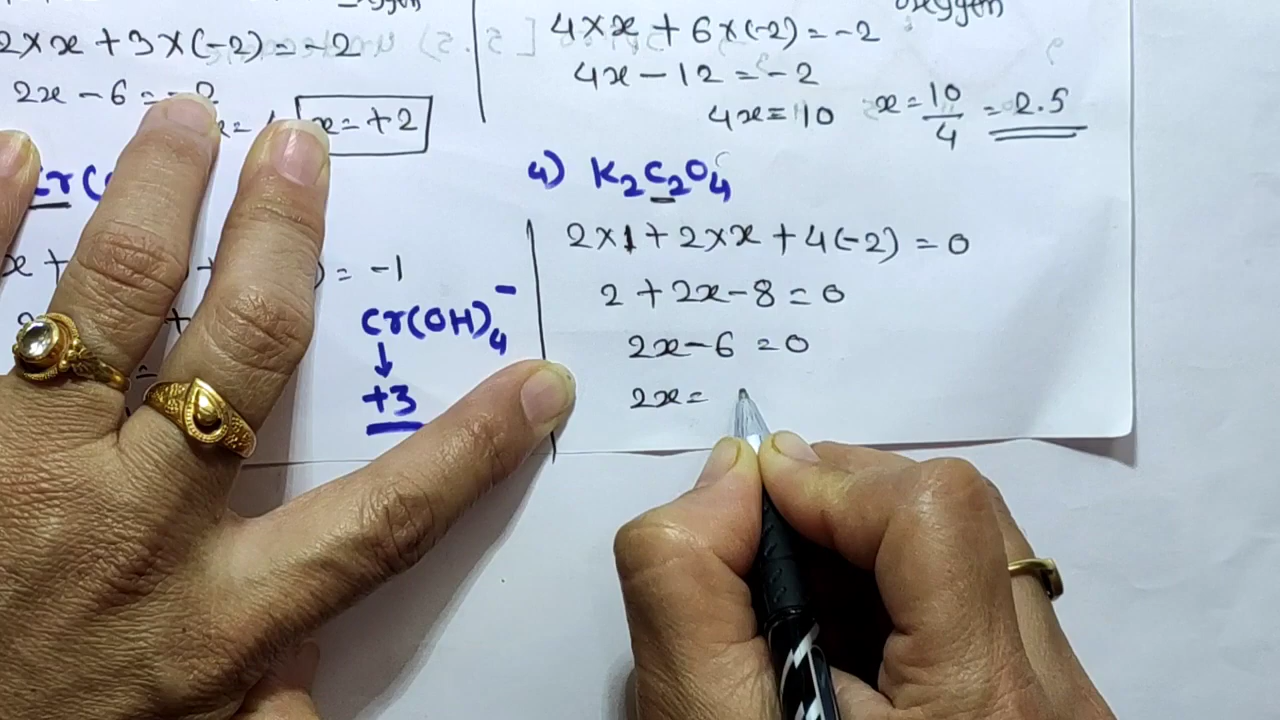 2×x + 3×(-2) = -2
2x - 6 =
x = +2
4×x + 6×(-2) = -2
4x - 12 = -2
4x = 10 x = 10/4 = 2.5
= -1
Cr(OH)₄⁻
↓
+3
4) K₂C₂O₄
2×1 + 2×x + 4(-2) = 0
2 + 2x - 8 = 0
2x - 6 = 0
2x =